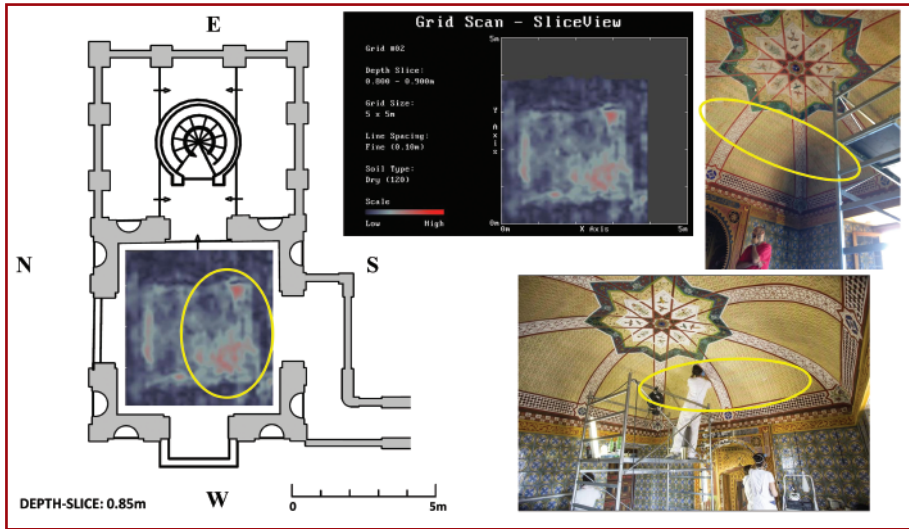 E
N
S
W
DEPTH-SLICE: 0.85m
0
5m
Grid Scan - SliceView
Grid #02
Depth Slice:
0.800 - 0.900m
Grid Size:
5 x 5m
Line Spacing:
Fine (0.10m)
Soil Type:
Dry (120)
Scale
Low High
5m
Y Axis
0m
0m X Axis 5m